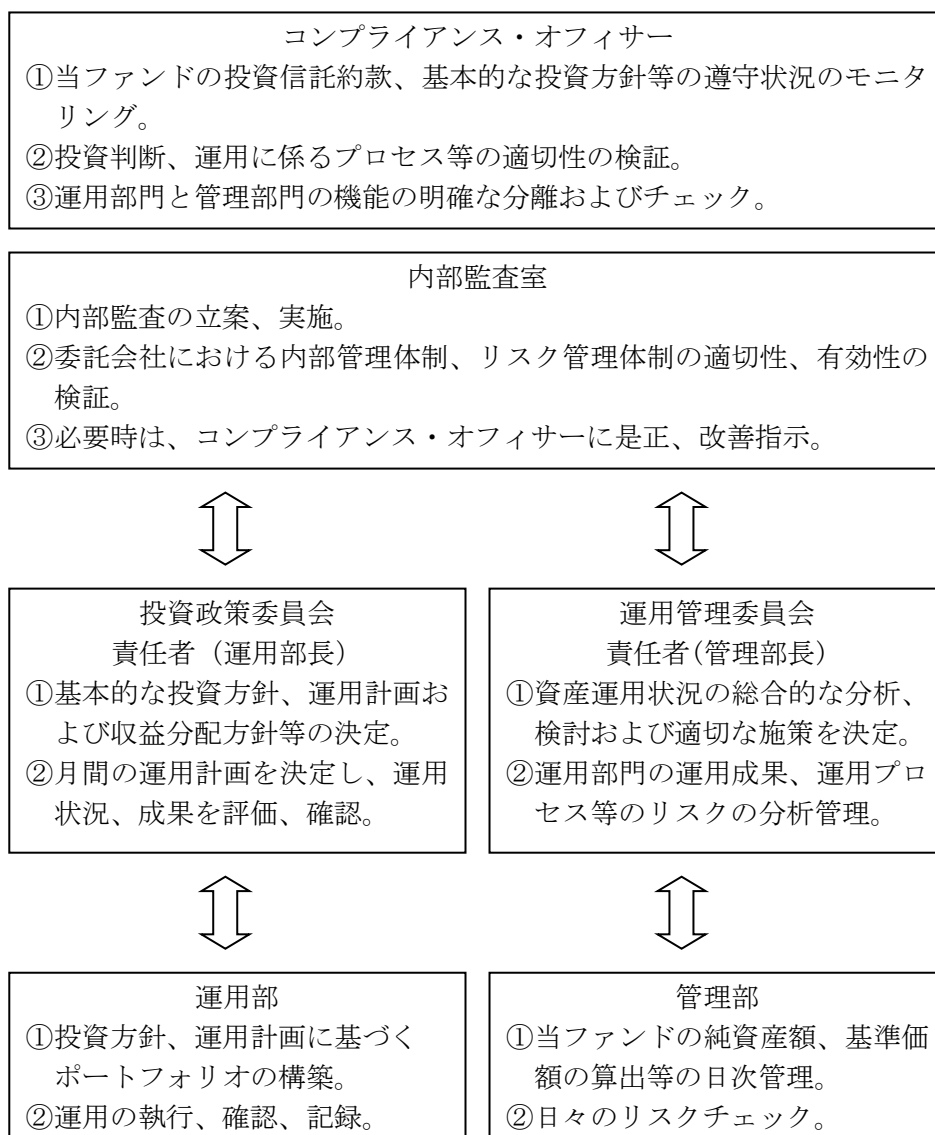 コンプライアンス・オフィサー
①当ファンドの投資信託約款、基本的な投資方針等の遵守状況のモニタ
リング。
②投資判断、運用に係るプロセス等の適切性の検証。
③運用部門と管理部門の機能の明確な分離およびチェック。
内部監査室
①内部監査の立案、実施。
②委託会社における内部管理体制、リスク管理体制の適切性、有効性の
検証。
③必要時は、コンプライアンス・オフィサーに是正、改善指示。
投資政策委員会
責任者（運用部長）
①基本的な投資方針、運用計画お
よび収益分配方針等の決定。
②月間の運用計画を決定し、運用
状況、成果を評価、確認。
運用管理委員会
責任者(管理部長)
①資産運用状況の総合的な分析、
検討および適切な施策を決定。
②運用部門の運用成果、運用プロ
セス等のリスクの分析管理。
運用部
①投資方針、運用計画に基づく
ポートフォリオの構築。
②運用の執行、確認、記録。
管理部
①当ファンドの純資産額、基準価
額の算出等の日次管理。
②日々のリスクチェック。